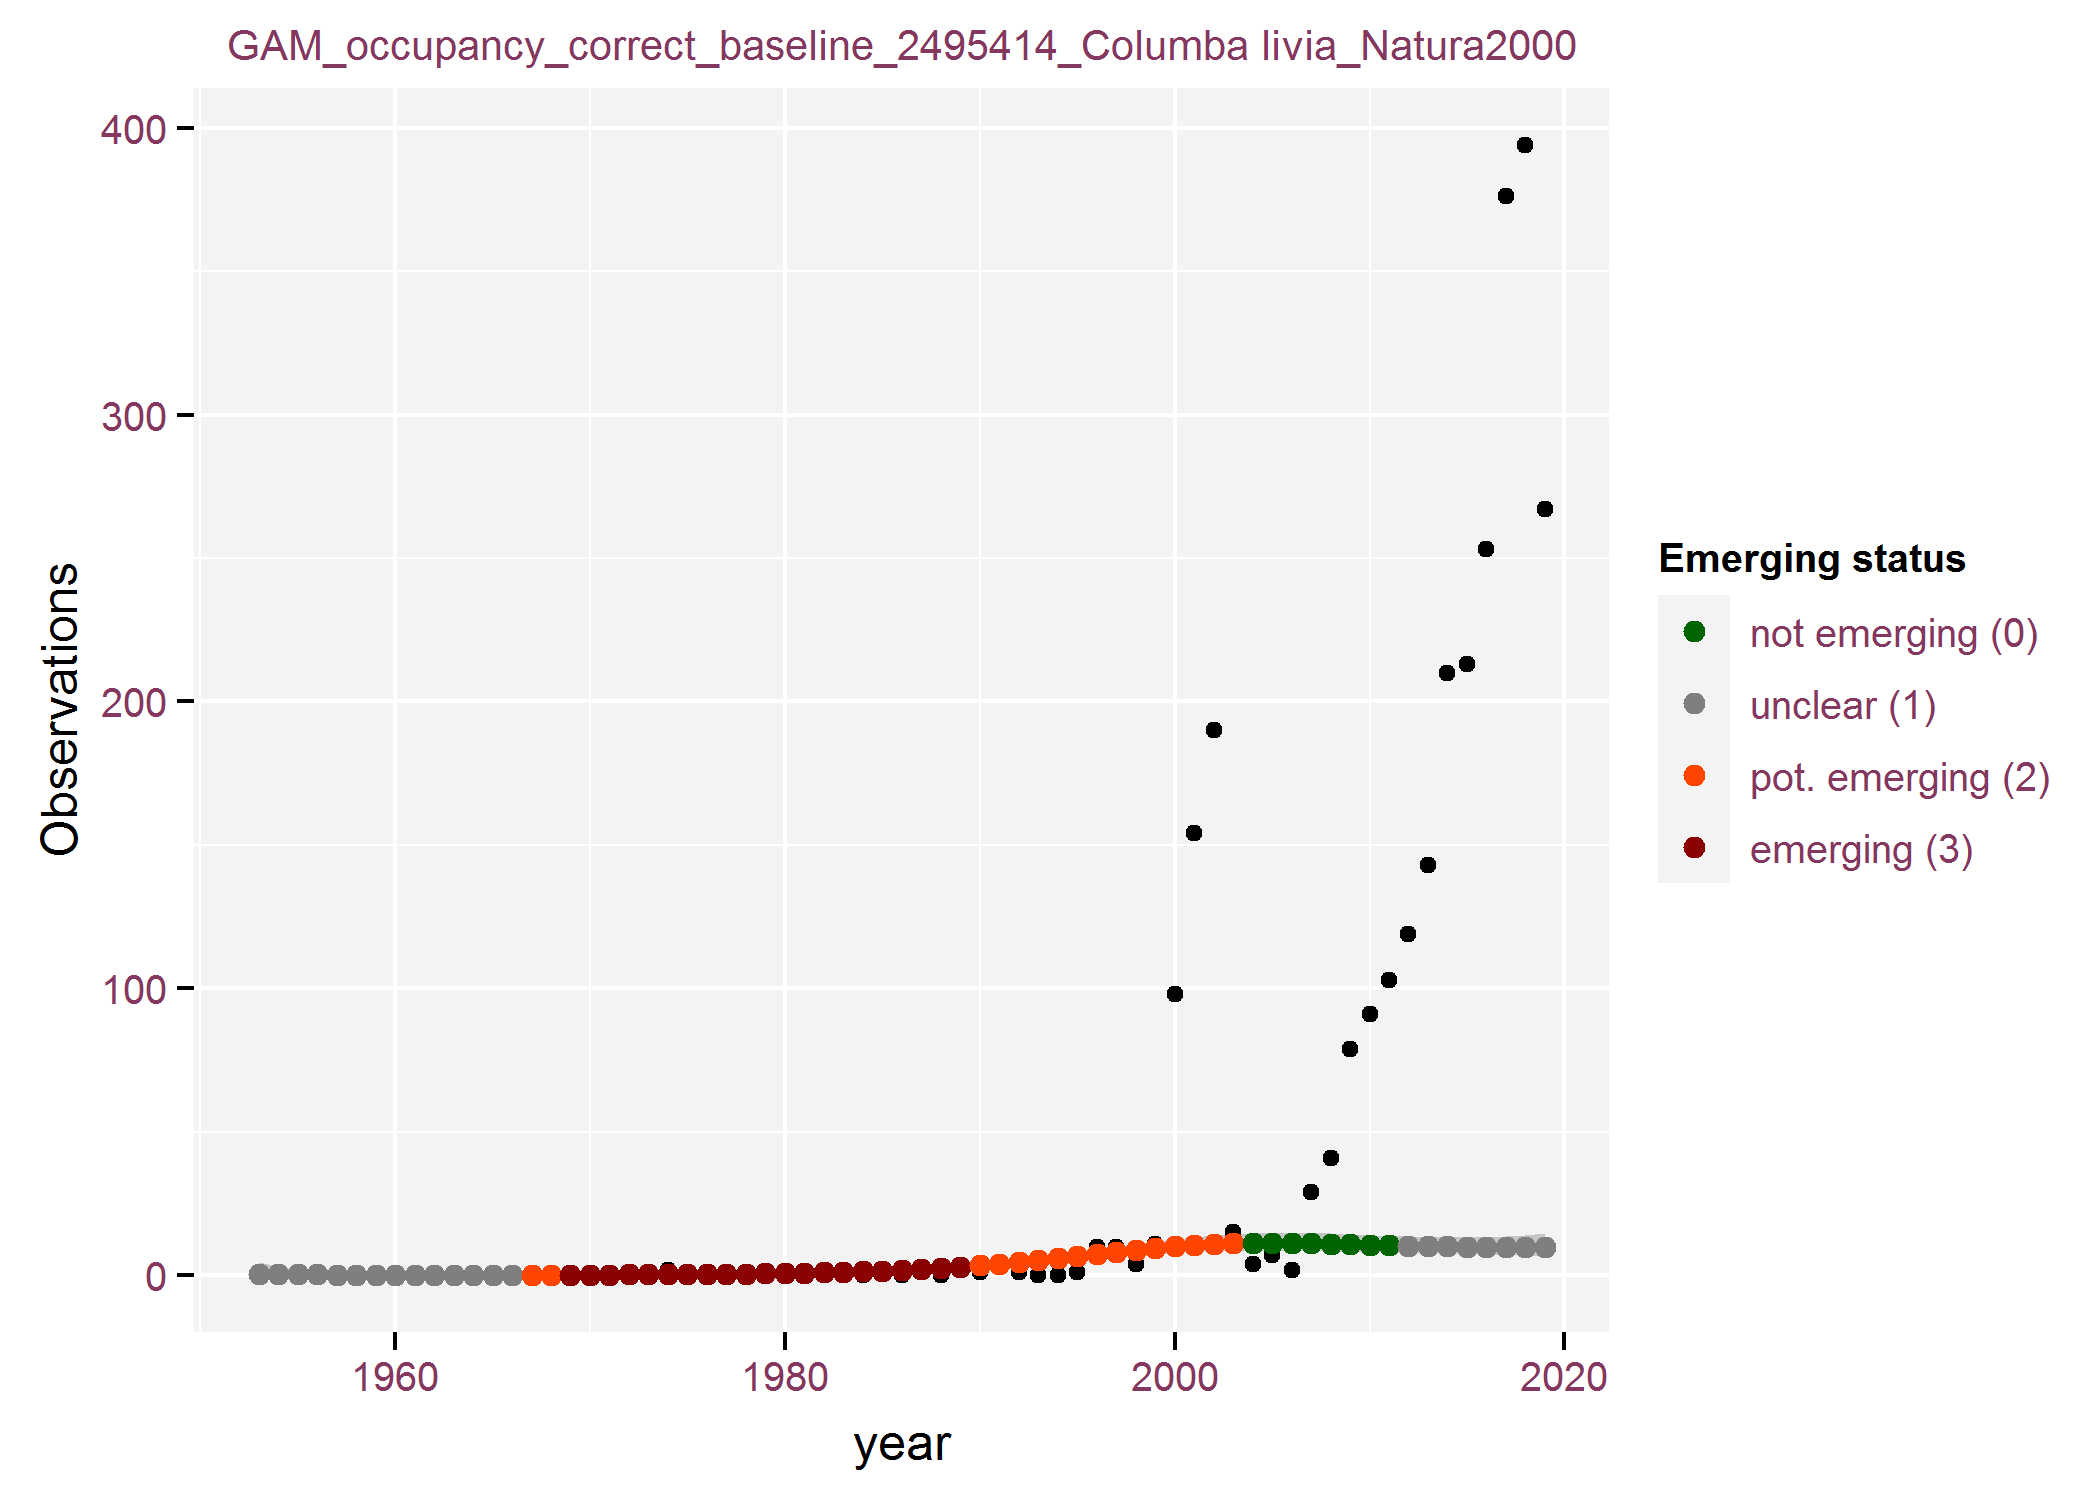 GAM_occupancy_correct_baseline_2495414_Columba livia_Natura2000
400
300
200
100
0
Observations
1960
1980
2000
2020
year
Emerging status
not emerging (0)
unclear (1)
pot. emerging (2)
emerging (3)